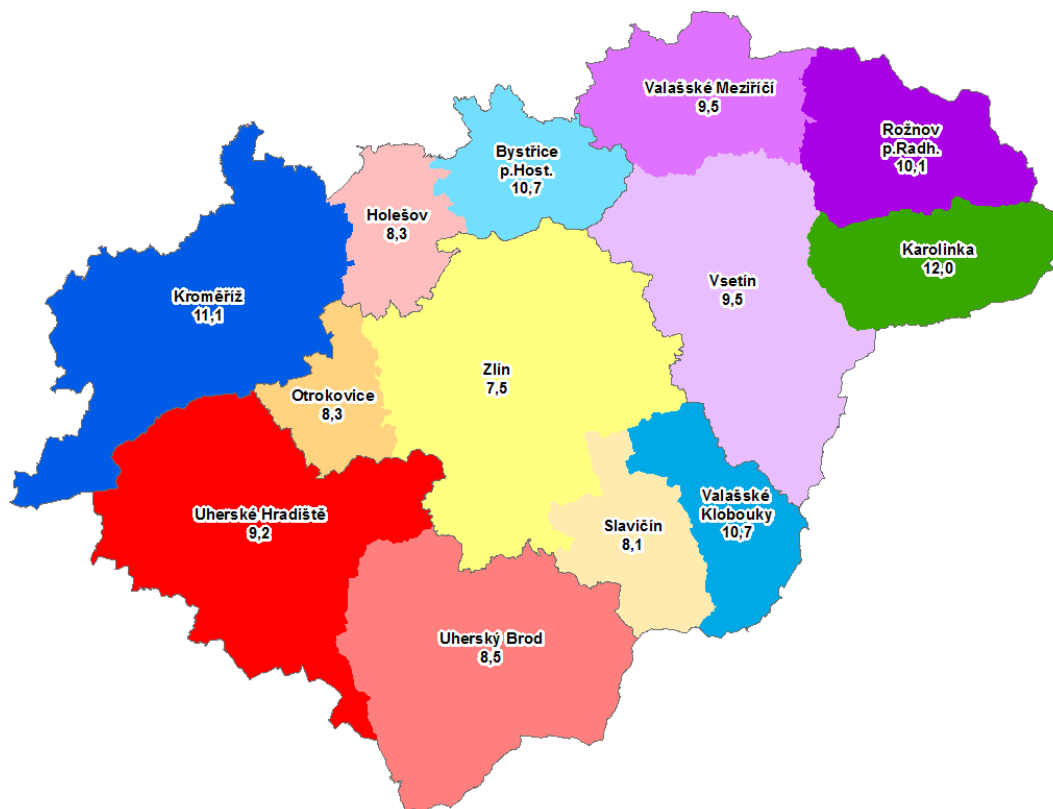 Valašské Meziříčí
9,5
Rožnov
p.Radh.
10,1
Bystřice
p.Host.
10,7
Holešov
8,3
Karolinka
12,0
Vsetín
9,5
Kroměříž
11,1
Zlín
7,5
Otrokovice
8,3
Valašské
Klobouky
10,7
Uherské Hradiště
9,2
Slavičín
8,1
Uherský Brod
8,5